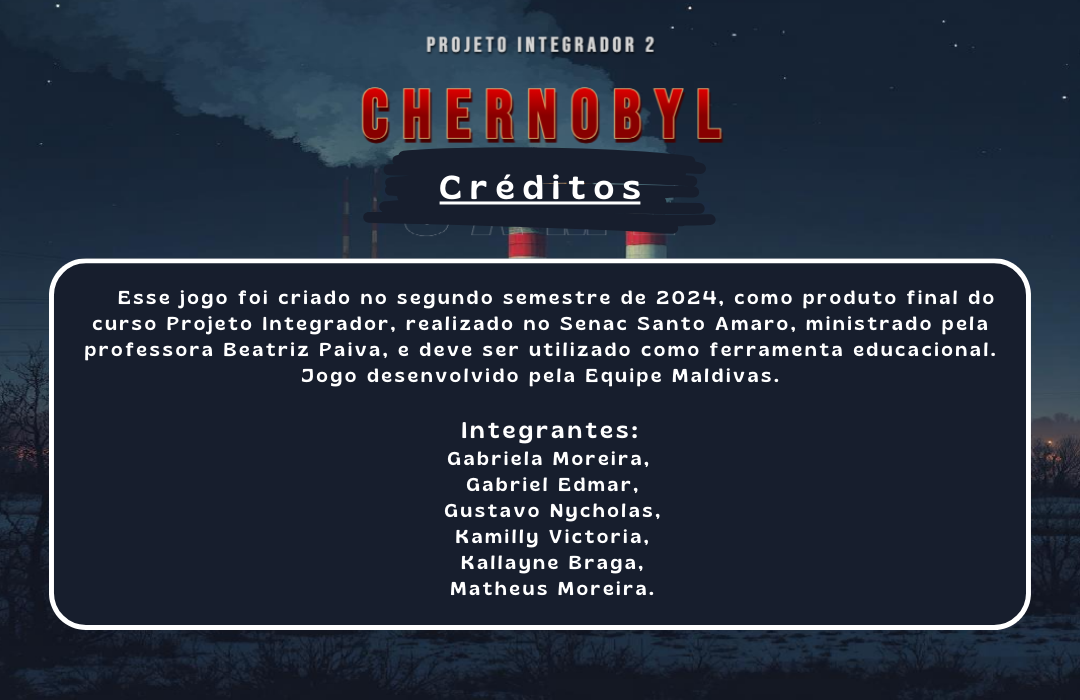 PROJETO INTEGRADOR 2
CHERNOBYL
Créditos
Esse jogo foi criado no segundo semestre de 2024, como produto final do
curso Projeto Integrador, realizado no Senac Santo Amaro, ministrado pela
professora Beatriz Paiva, e deve ser utilizado como ferramenta educacional.
Jogo desenvolvido pela Equipe Maldivas.
Integrantes:
Gabriela Moreira,
Gabriel Edmar,
Gustavo Nycholas,
Kamilly Victoria,
Kallayne Braga,
Matheus Moreira.